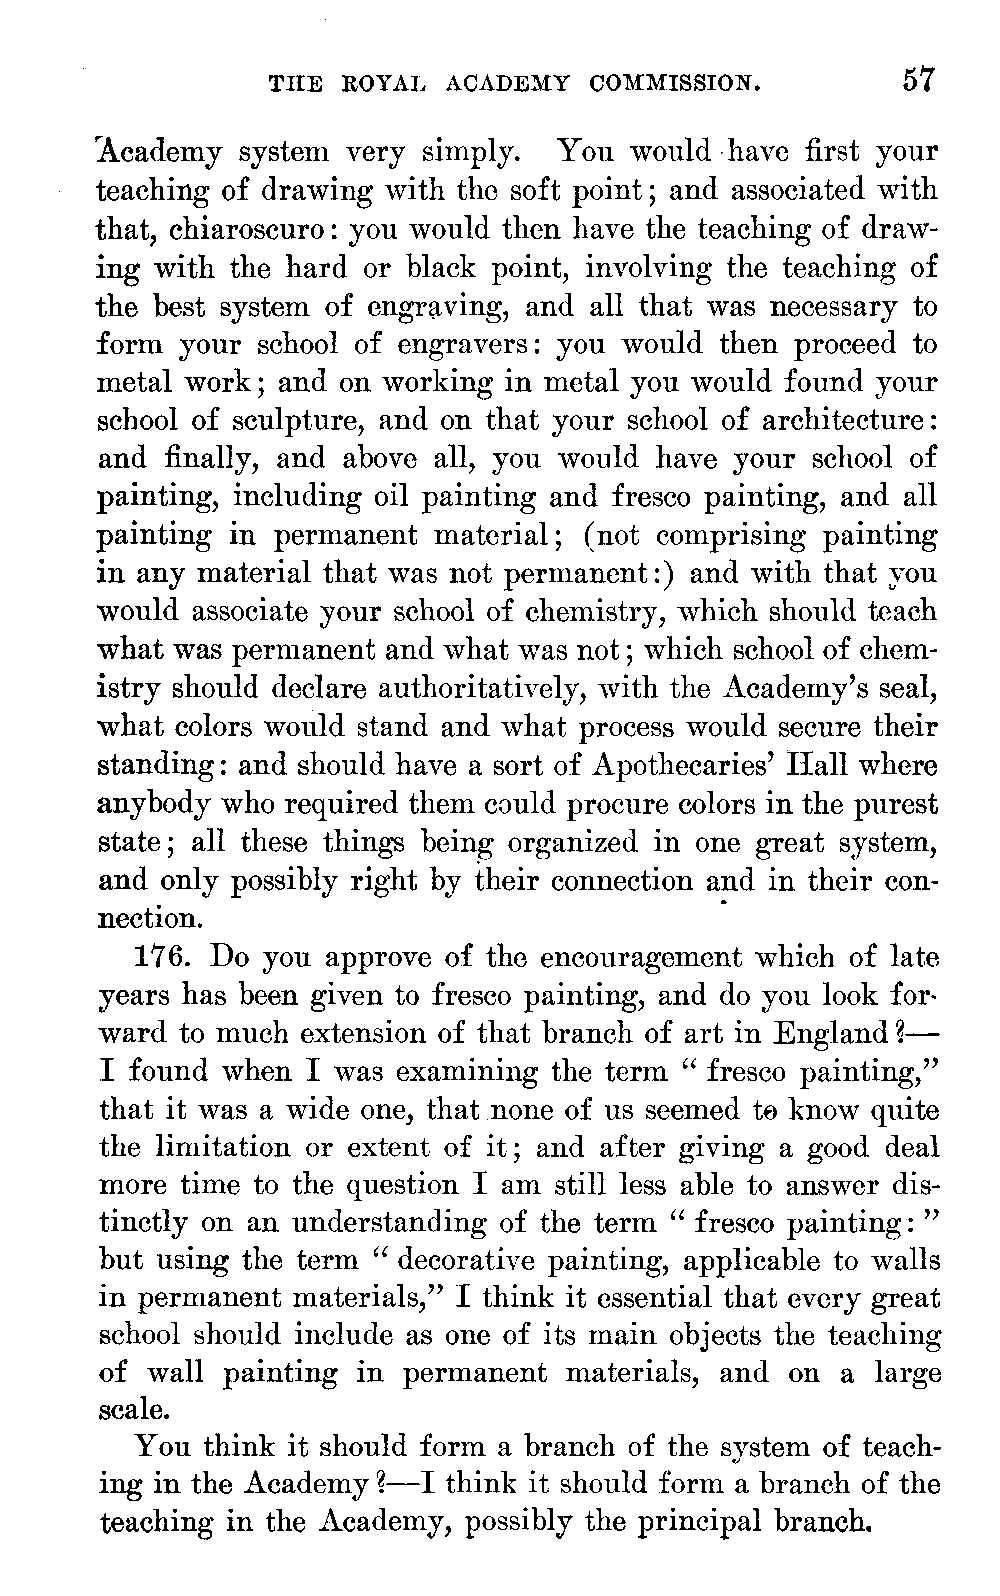 THE ROYAL ACADEMY COMMISSION. 57
Academy system very simply. You would have first your
teaching of drawing with the soft point; and associated with
that, chiaroscuro: you would then have the teaching of draw-
ing with the hard or black point, involving the teaching of
the best system of engraving, and all that was necessary to
form your school of engravers: you would then proceed to
metal work; and on working in metal you would found your
school of sculpture, and on that your school of architecture:
and finally, and above all, you would have your school of
painting, including oil painting and fresco painting, and all
painting in permanent material; (not comprising painting
in any material that was not permanent:) and with that you
would associate your school of chemistry, which should teach
what was permanent and what was not; which school of chem-
istry should declare authoritatively, with the Academy's seal,
what colors would stand and what process would secure their
standing: and should have a sort of Apothecaries' Hall where
anybody who required them could procure colors in the purest
state; all these things being organized in one great system,
and only possibly right by their connection and in their con-
nection.
176. Do you approve of the encouragement which of late
years has been given to fresco painting, and do you look for-
ward to much extension of that branch of art in England?—
I found when I was examining the term "fresco painting,"
that it was a wide one, that none of us seemed to know quite
the limitation or extent of it; and after giving a good deal
more time to the question I am still less able to answer dis-
tinctly on an understanding of the term "fresco painting:"
but using the term "decorative painting, applicable to walls
in permanent materials," I think it essential that every great
school should include as one of its main objects the teaching
of wall painting in permanent materials, and on a large
scale.
You think it should form a branch of the system of teach-
ing in the Academy?—I think it should form a branch of the
teaching in the Academy, possibly the principal branch.